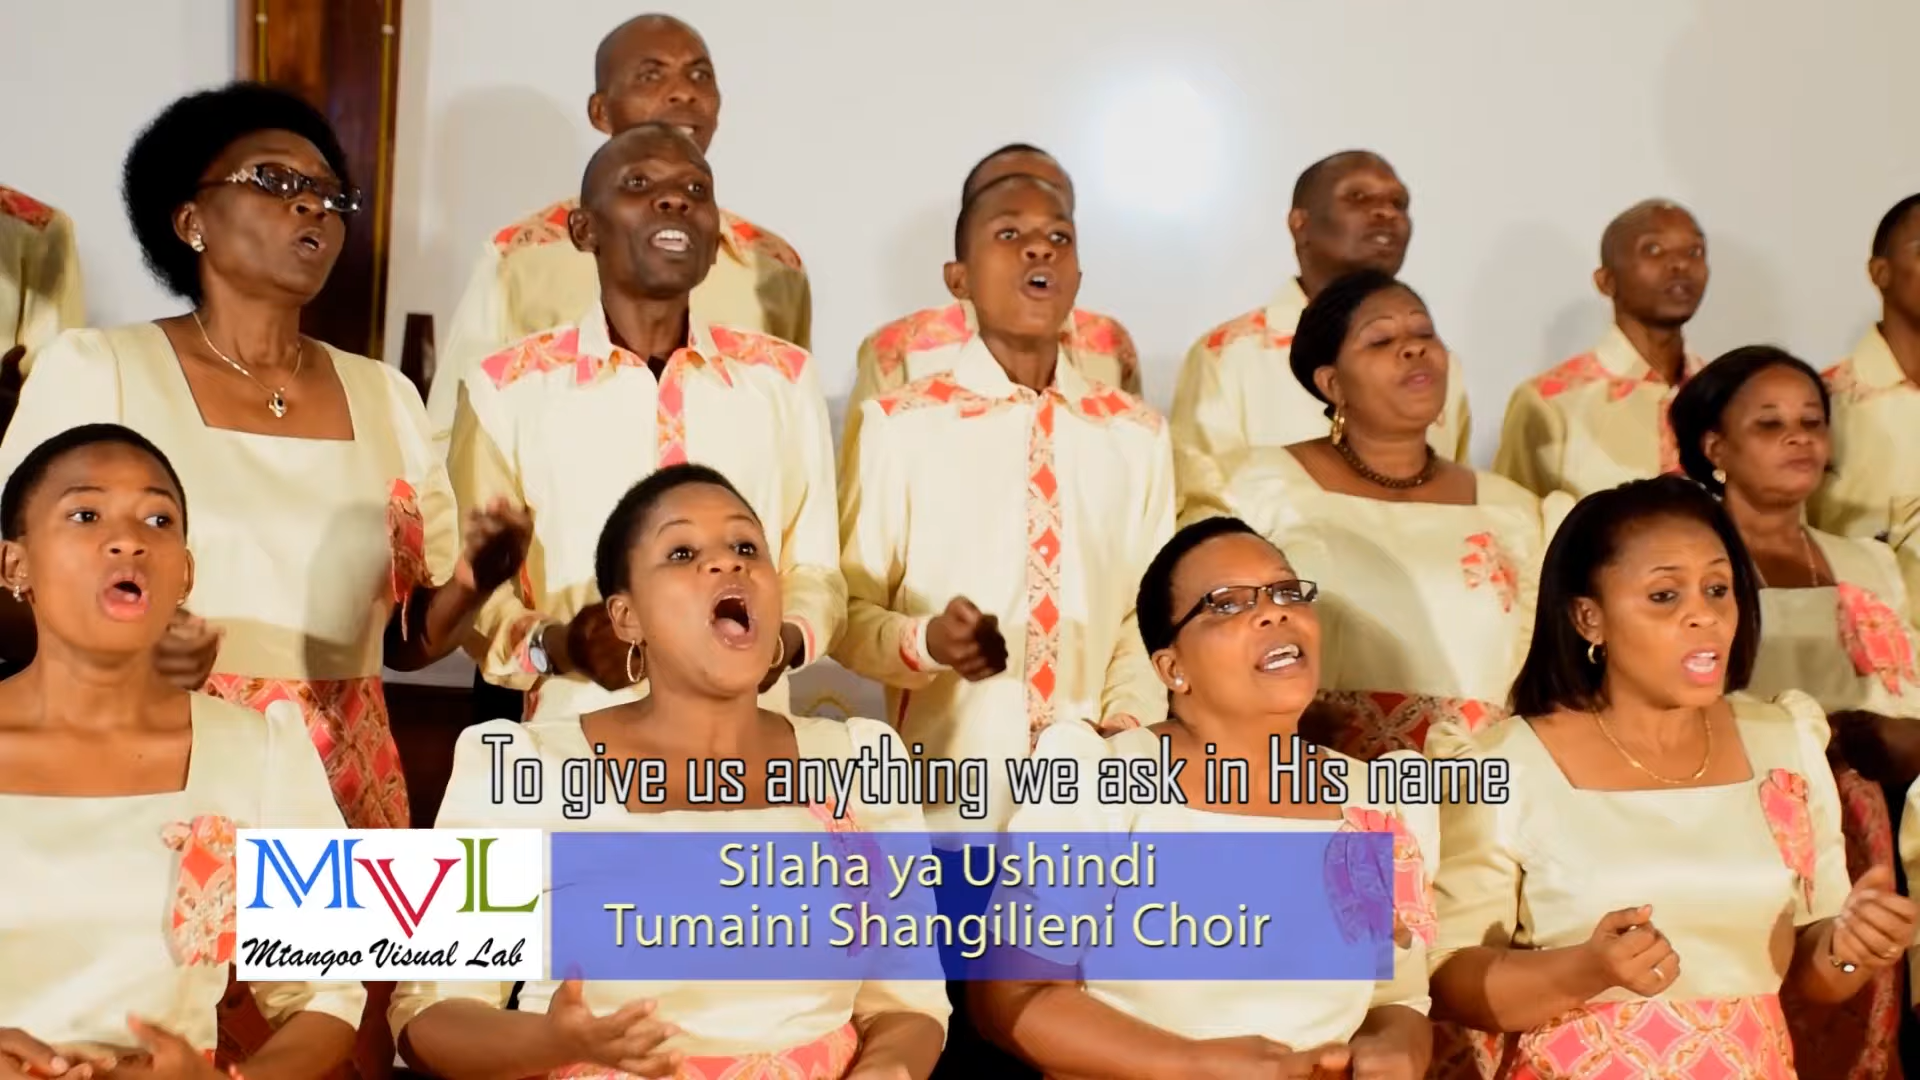 To give us anything we ask in His name
MVL
Mtangoo Visual Lab
Silaha ya Ushindi
Tumaini Shangilieni Choir